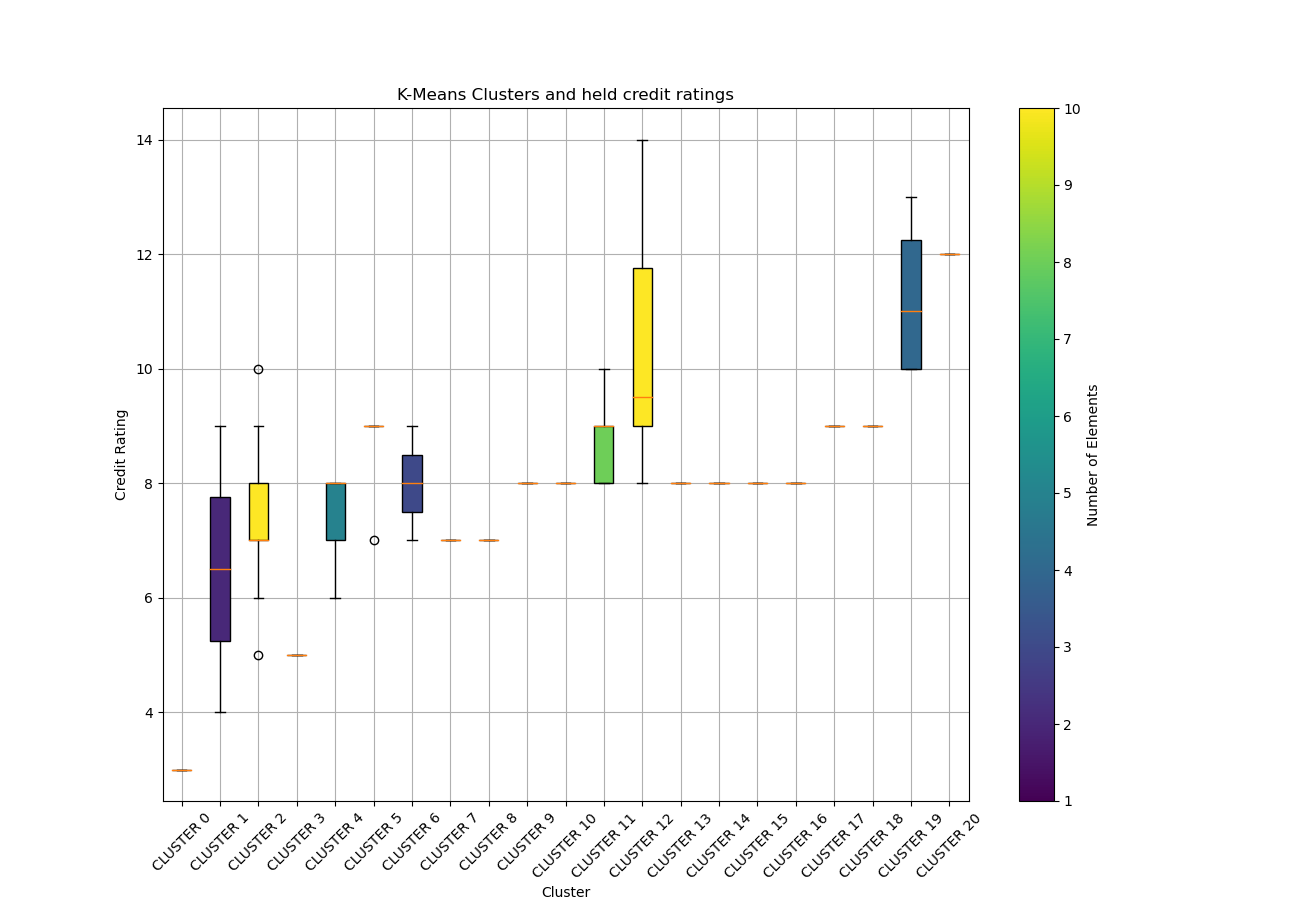 K-Means Clusters and held credit ratings
14
12
10
8
6
4
Credit Rating
CLUSTER 0
CLUSTER 1
CLUSTER 2
CLUSTER 3
CLUSTER 4
CLUSTER 5
CLUSTER 6
CLUSTER 7
CLUSTER 8
CLUSTER 9
CLUSTER 10
CLUSTER 11
CLUSTER 12
CLUSTER 13
CLUSTER 14
CLUSTER 15
CLUSTER 16
CLUSTER 17
CLUSTER 18
CLUSTER 19
CLUSTER 20
Cluster
10
9
8
7
6
5
4
3
2
1
Number of Elements